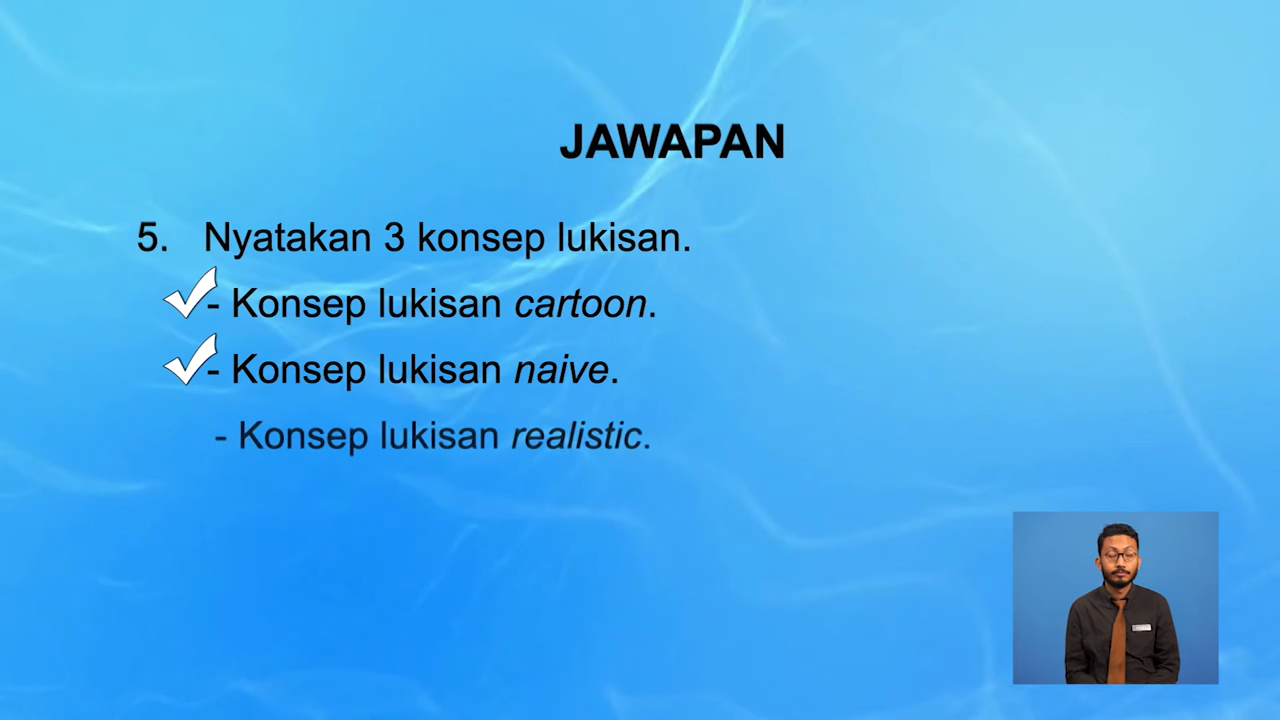 JAWAPAN
5. Nyatakan 3 konsep lukisan.
- Konsep lukisan cartoon.
- Konsep lukisan naive.
- Konsep lukisan realistic.